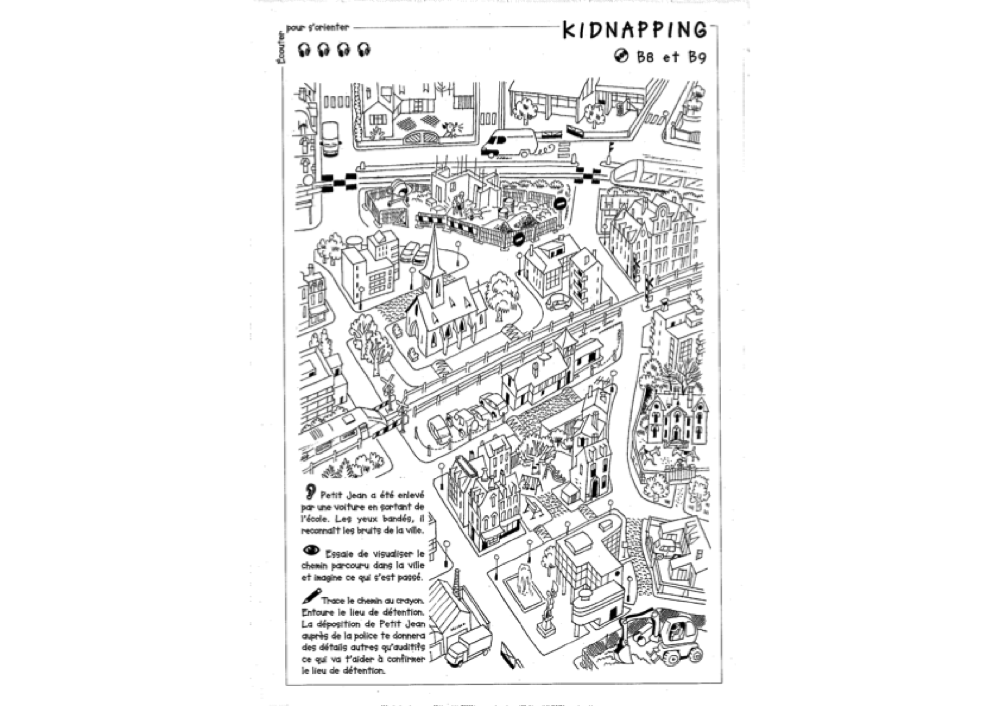 Écouter
pour s'orienter
KIDNAPPING
B8 et B9
Petit Jean a été enlevé
par une voiture en sortant de
l'école. Les yeux bandés, il
reconnaît les bruits de la ville.
Essaie de visualiser le
chemin parcouru dans la ville
et imagine ce qui s'est passé.
Trace le chemin au crayon.
Entoure le lieu de détention.
La déposition de Petit Jean
auprès de la police te donnera
des détails autres qu'auditifs
ce qui va t'aider à confirmer
le lieu de détention.